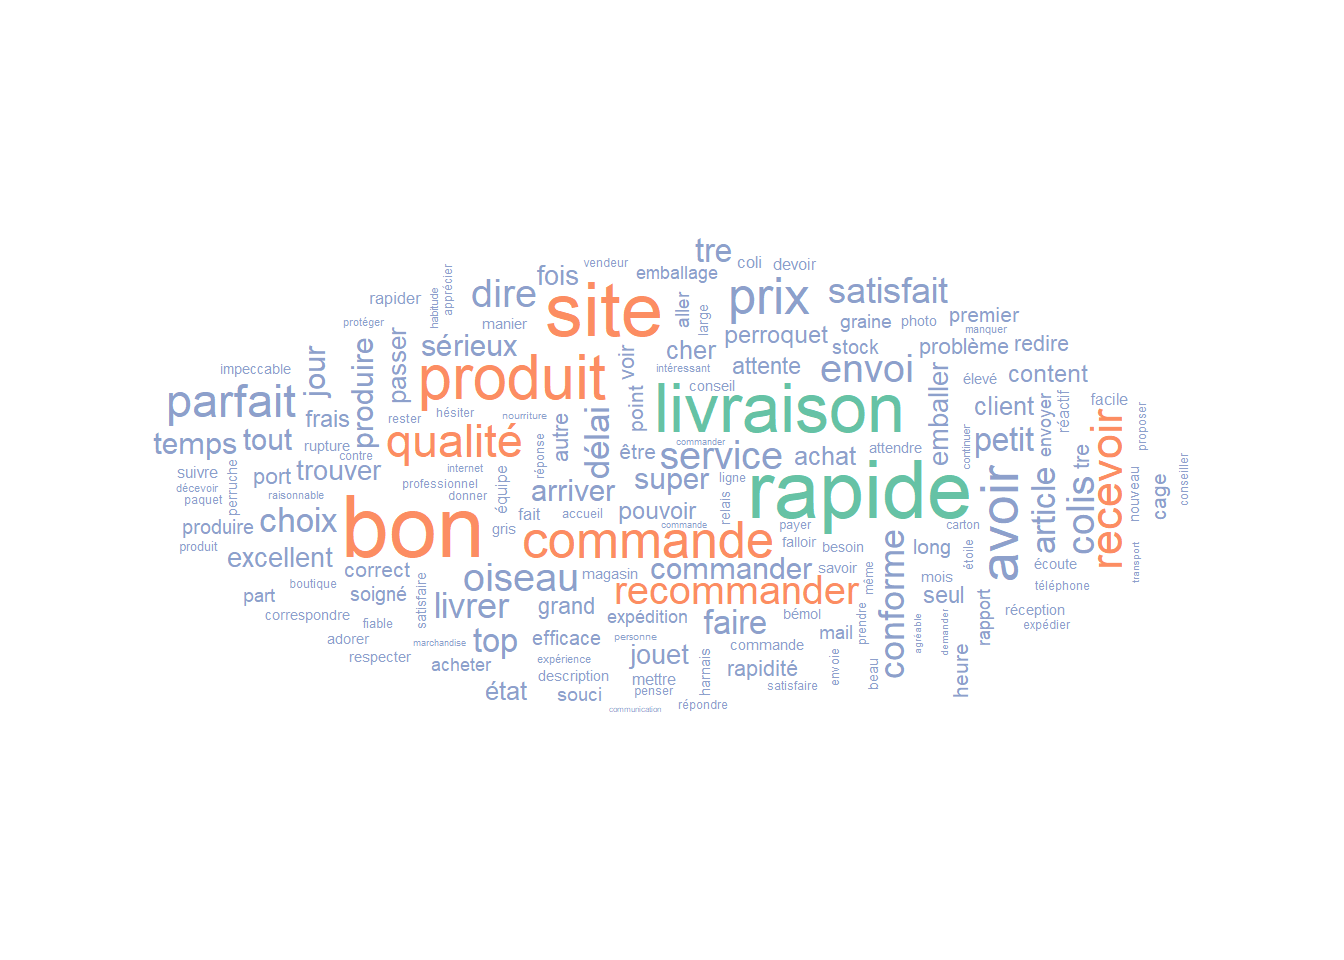 tre
vendeur
coli
devoir
fois
emballage
dire
site
prix
satisfait
rapider
habitude
apprécier
aller
large
protéger
manier
graine
photo
premier
manquer
sérieux
perroquet
cher
stock
problème
redire
jour
produire
passer
voir
impeccable
produit
intéressant
attente
envoi
emballer
élevé
content
parfait
conseil
livraison
facile
frais
rester
hésiter
nourriture
autre
délai
point
client
envoyer
réactif
recevoir
proposer
temps
tout
rupture
contre
qualité
commander
être
service
achat
attendre
continuer
petit
tre
suivre
décevoir
paquet
perruche
port
raisonnable
trouver
internet
professionnel
donner
équipe
réponse
arriver
super
ligne
relais
rapide
avoir
article
colis
nouveau
cage
conseiller
produire
choix
bon
gris
fait
accueil
pouvoir
commande
payer
carton
produit
excellent
commande
falloir
besoin
conforme
long
étoile
écoute
transport
boutique
correct
oiseau
magasin
commander
savoir
même
mois
téléphone
part
soigné
satisfaire
livrer
grand
recommander
seul
rapport
correspondre
fiable
expédition
faire
bémol
prendre
agréable
demander
réception
expédier
adorer
marchandise
top
efficace
personne
commande
mail
respecter
acheter
expérience
jouet
harnais
rapidité
envoie
beau
heure
description
mettre
état
souci
penser
satisfaire
communication
répondre